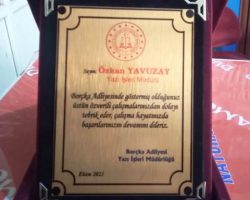 Sayın; Özkan YAVUZAY
Yazı İşleri Müdürü
Borçka Adliyesinde göstermiş olduğunuz
üstün özverili çalışmalarınızdan dolayı
tebrik eder, çalışma hayatınızda
başarılarınızın devamını dileriz.
Borçka Adliyesi
Yazı İşleri Müdürlüğü
Ekim 2021